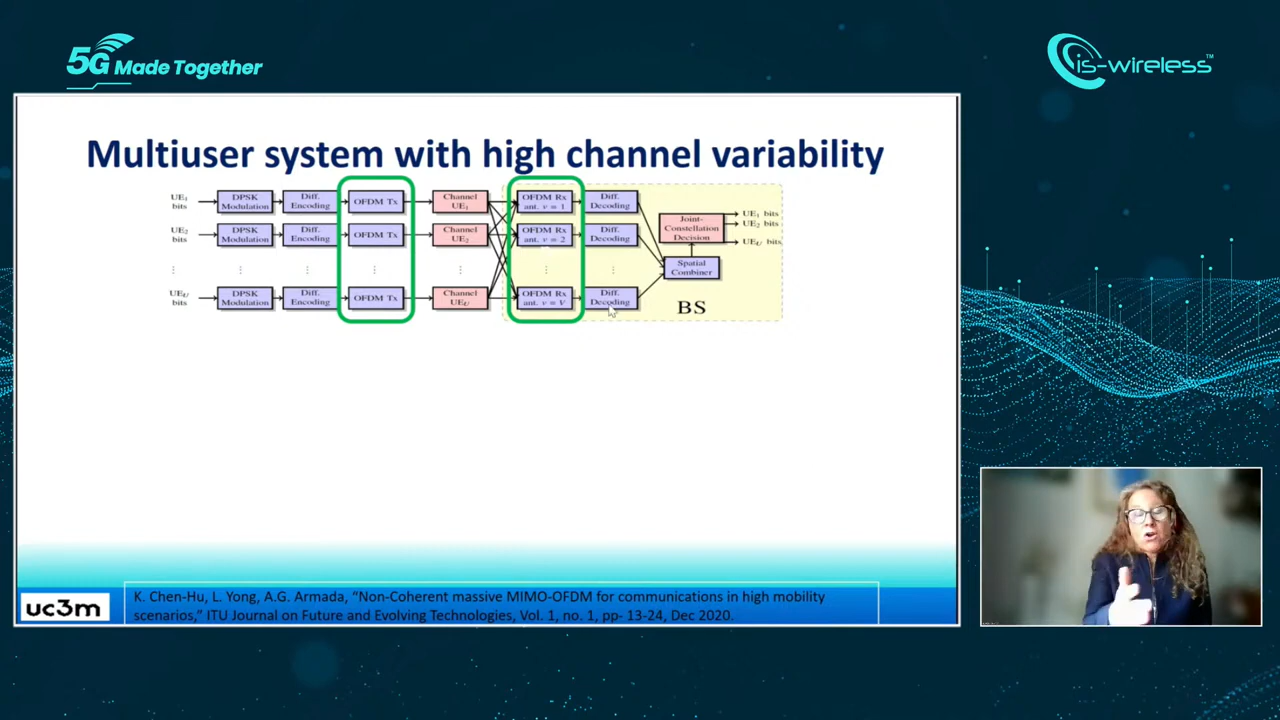 5G Made Together
is-wireless™
Multiuser system with high channel variability
UE1 bits
DPSK Modulation
Diff. Encoding
OFDM Tx
Channel UE1
OFDM Rx ant. v = 1
Diff. Decoding
UE2 bits
DPSK Modulation
Diff. Encoding
OFDM Tx
Channel UE2
OFDM Rx ant. v = 2
Diff. Decoding
UEU bits
DPSK Modulation
Diff. Encoding
OFDM Tx
Channel UEU
OFDM Rx ant. v = V
Diff. Decoding
Joint-Constellation Decision
Spatial Combiner
UE1 bits
UE2 bits
UEU bits
BS
uc3m
K. Chen-Hu, L. Yong, A.G. Armada, “Non-Coherent massive MIMO-OFDM for communications in high mobility
scenarios,” ITU Journal on Future and Evolving Technologies, Vol. 1, no. 1, pp- 13-24, Dec 2020.